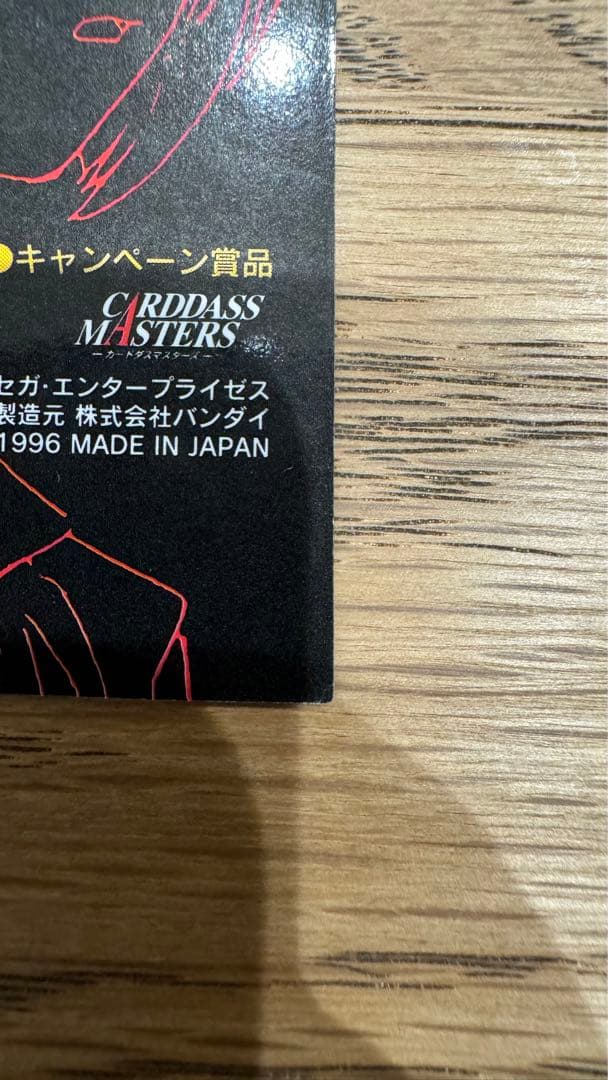 ●キャンペーン賞品
CARDDASS
MASTERS
ーカードダスマスターズー
セガ・エンタープライゼス
製造元 株式会社バンダイ
1996 MADE IN JAPAN